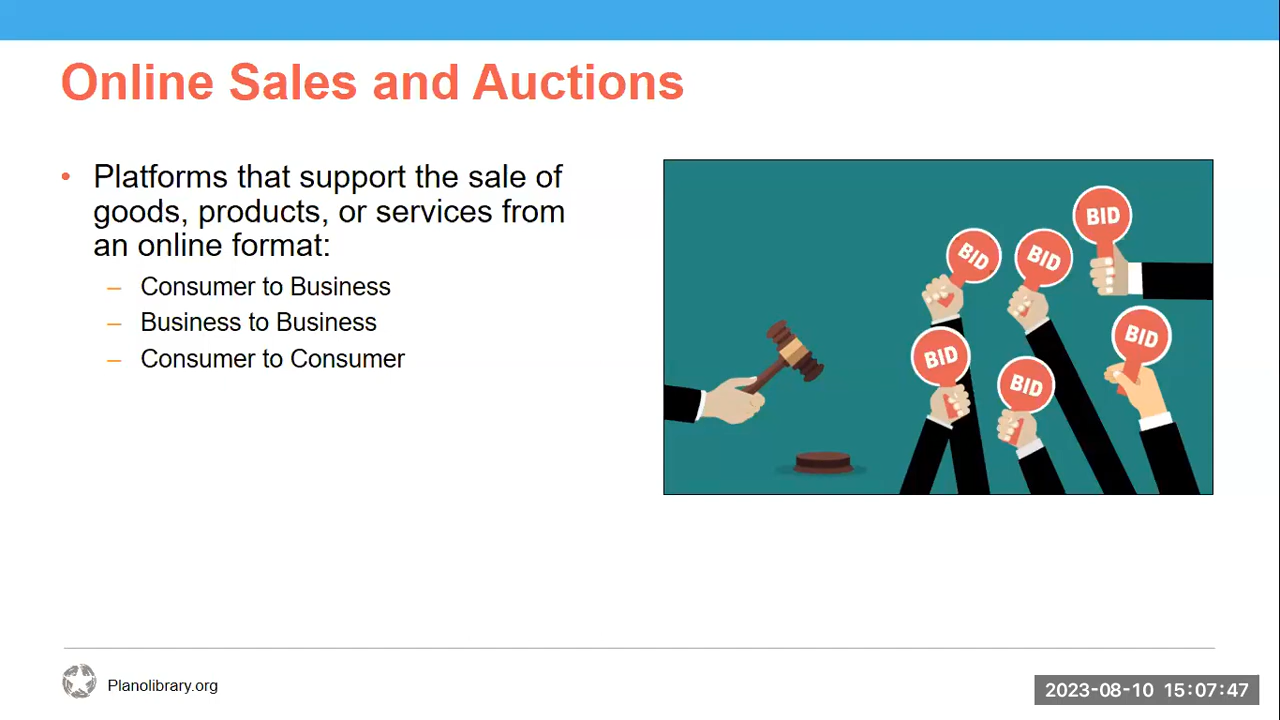 Online Sales and Auctions
• Platforms that support the sale of
goods, products, or services from
an online format:
– Consumer to Business
– Business to Business
– Consumer to Consumer
BID
BID
BID
BID
BID
BID
Planolibrary.org
2023-08-10 15:07:47